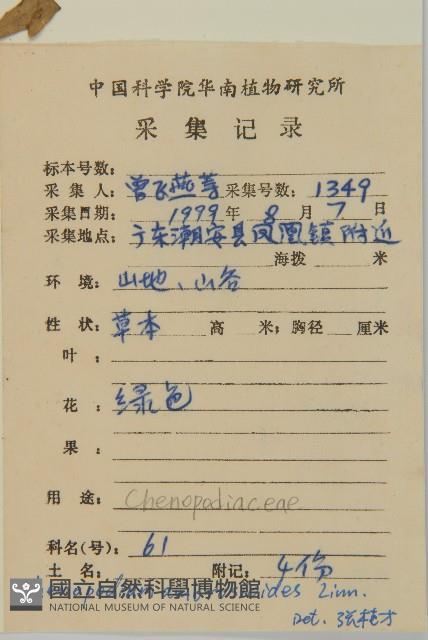 中国科学院华南植物研究所
采集记录
标本号数:
采集人: 曾飞燕等 采集号数: 1349
采集日期: 1999 年 8 月 7 日
采集地点: 广东潮安县凤凰镇附近
海拨 米
环境: 山地、山谷
性状: 草本 高 米; 胸径 厘米
叶:
花: 绿色
果:
用途: Chenopodiaceae
科名(号): 61
土名: 附记: 4份
國立自然科學博物館
NATIONAL MUSEUM OF NATURAL SCIENCE
Linn.
Det.